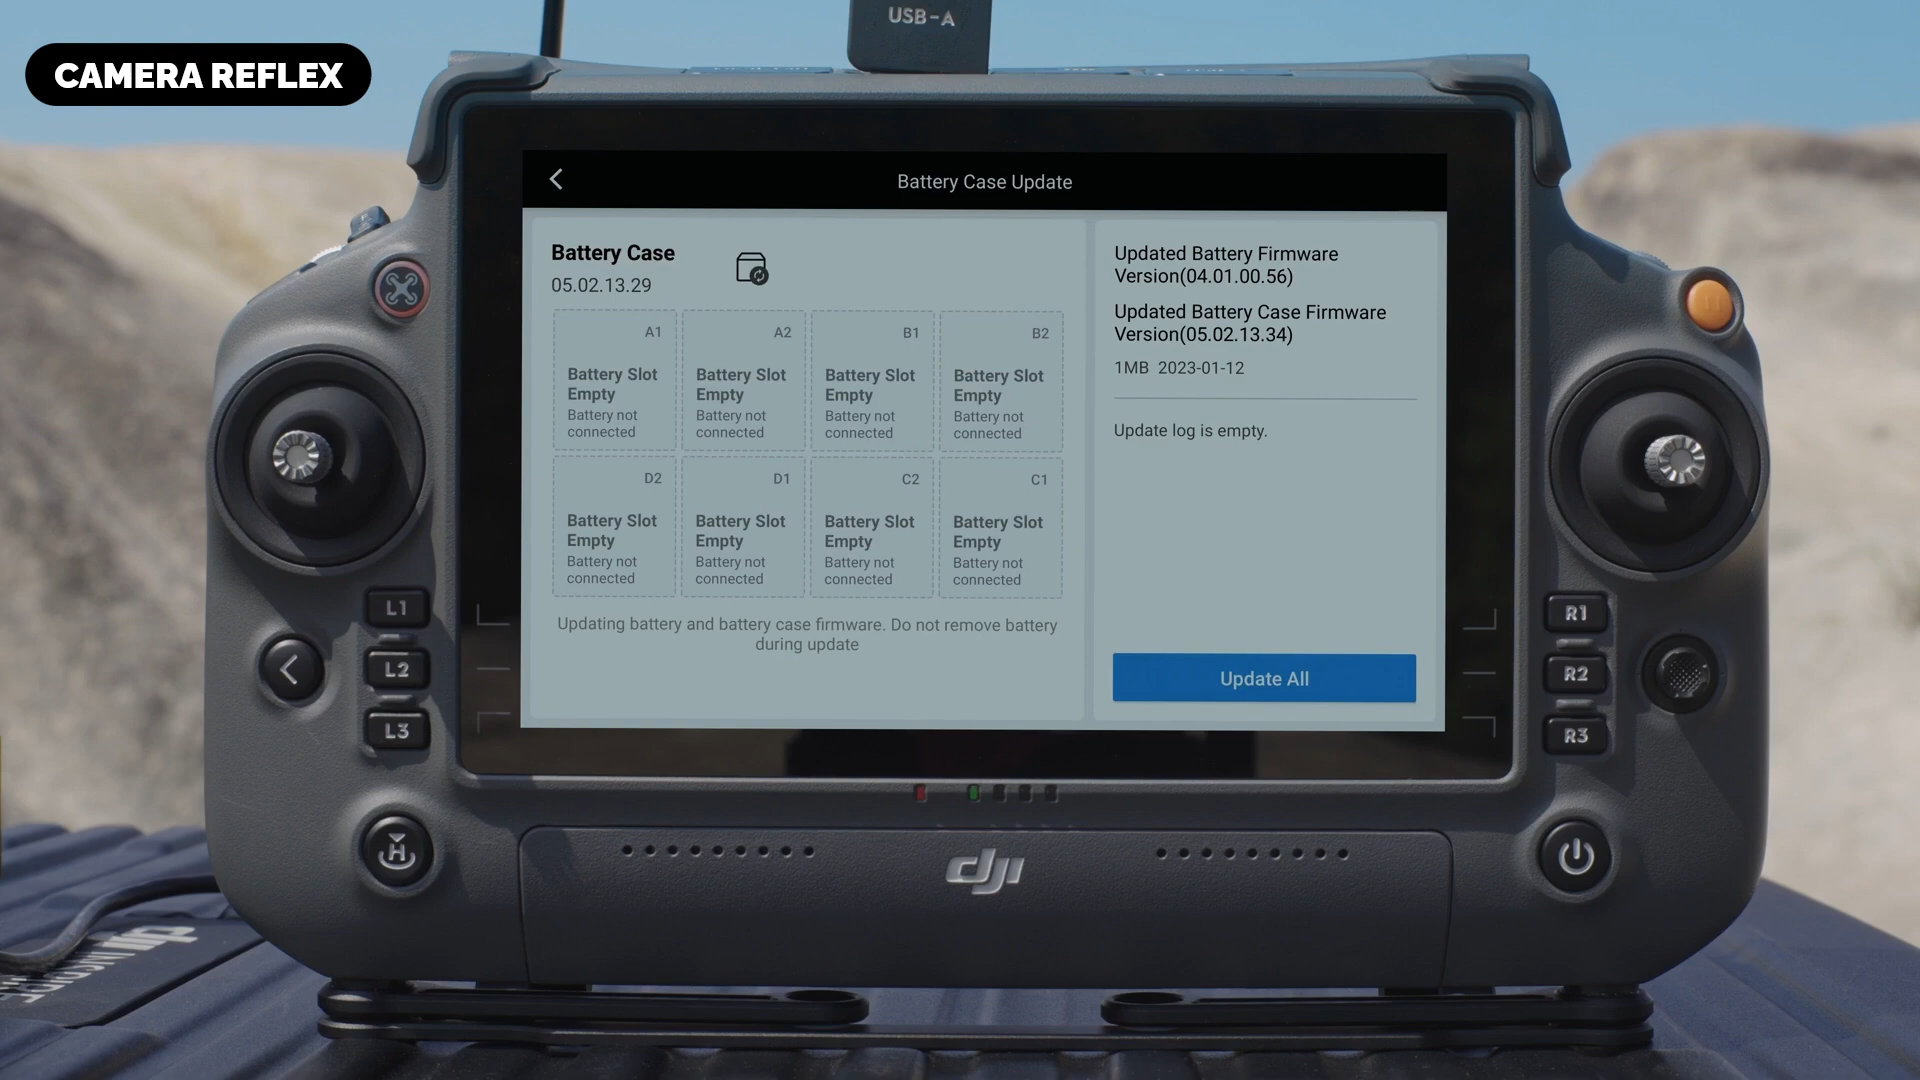 CAMERA REFLEX
USB-A
Battery Case Update
Battery Case
05.02.13.29
A1
Battery Slot
Empty
Battery not
connected
A2
Battery Slot
Empty
Battery not
connected
B1
Battery Slot
Empty
Battery not
connected
B2
Battery Slot
Empty
Battery not
connected
D2
Battery Slot
Empty
Battery not
connected
D1
Battery Slot
Empty
Battery not
connected
C2
Battery Slot
Empty
Battery not
connected
C1
Battery Slot
Empty
Battery not
connected
Updating battery and battery case firmware. Do not remove battery
during update
Updated Battery Firmware
Version(04.01.00.56)
Updated Battery Case Firmware
Version(05.02.13.34)
1MB 2023-01-12
Update log is empty.
Update All
L1
L2
L3
R1
R2
R3
H
dji
dji INSPIRE